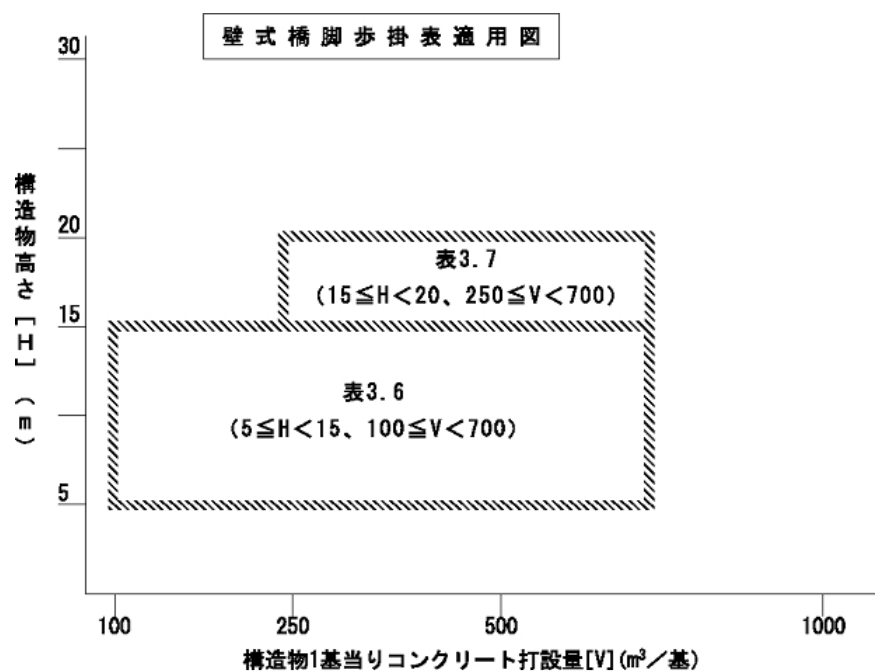 壁式橋脚歩掛表適用図
30
20
15
5
構造物高さ[H] (m)
表3.7
(15≦H<20、250≦V<700)
表3.6
(5≦H<15、100≦V<700)
100 250 500 1000
構造物1基当りコンクリート打設量[V](m³/基)